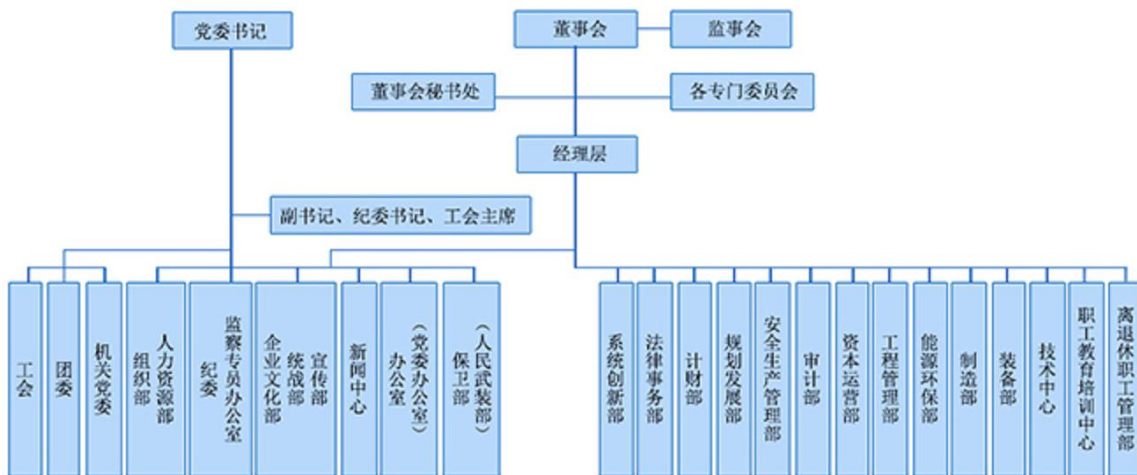 党委书记
董事会
监事会
董事会秘书处
各专门委员会
经理层
副书记、纪委书记、工会主席
工会
团委
机关党委
人力资源部
组织部
监察专员办公室
纪委
宣传部
统战部
企业文化部
新闻中心
(党委办公室)
办公室
(人民武装部)
保卫部
系统创新部
法律事务部
计财部
规划发展部
安全生产管理部
审计部
资本运营部
工程管理部
能源环保部
制造部
装备部
技术中心
职工教育培训中心
离退休职工管理部